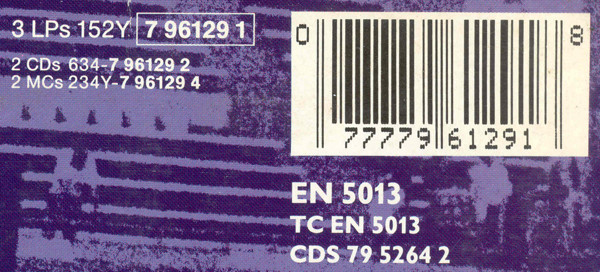 3 LPs 152Y 7 96129 1
2 CDs 634-7 96129 2
2 MCs 234Y-7 96129 4
0 77779 61291 8
EN 5013
TC EN 5013
CDS 79 5264 2